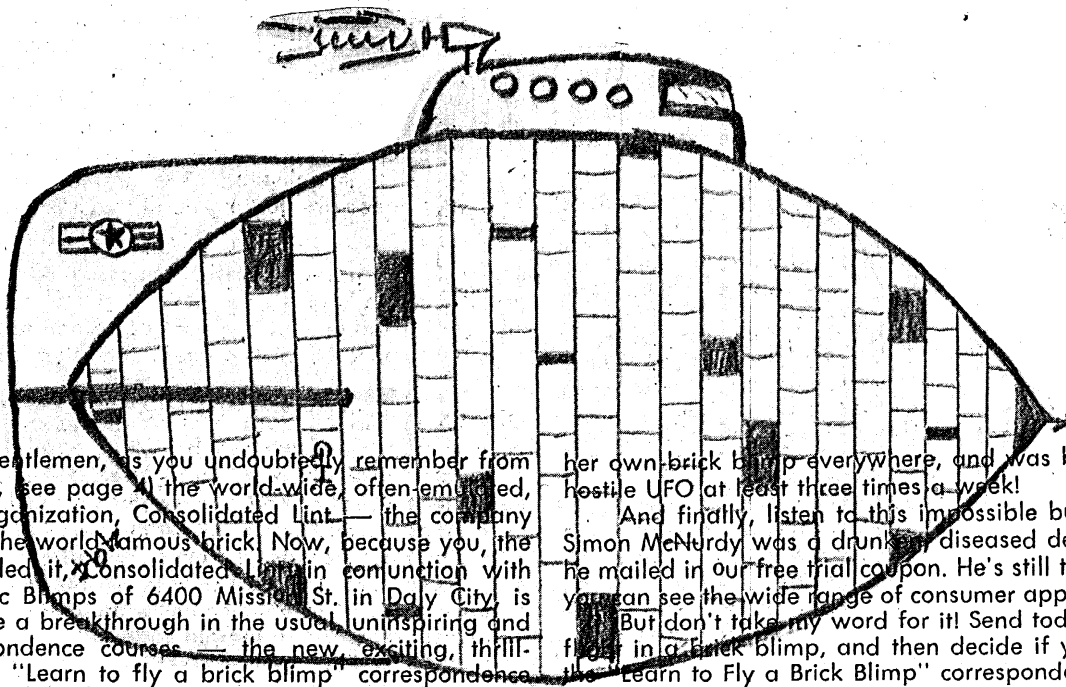 entlemen, as you undoubtedly remember from
(see page 4) the world-wide, often-emulated,
ganization, Consolidated Lint — the company
he world-famous brick. Now, because you, the
led it, Consolidated Lint, in conjunction with
c Blimps of 6400 Mission St. in Daly City, is
e a breakthrough in the usual, uninspiring and
ondence courses — the new, exciting, thrill-
"Learn to fly a brick blimp" correspondence
her own brick blimp everywhere, and was b
hostile UFO at least three times a week!
And finally, listen to this impossible bu
Simon McNurdy was a drunken, diseased de
he mailed in our free trial coupon. He's still t
you can see the wide range of consumer app
But don't take my word for it! Send tod
flight in a brick blimp, and then decide if y
the "Learn to Fly a Brick Blimp" corresponde